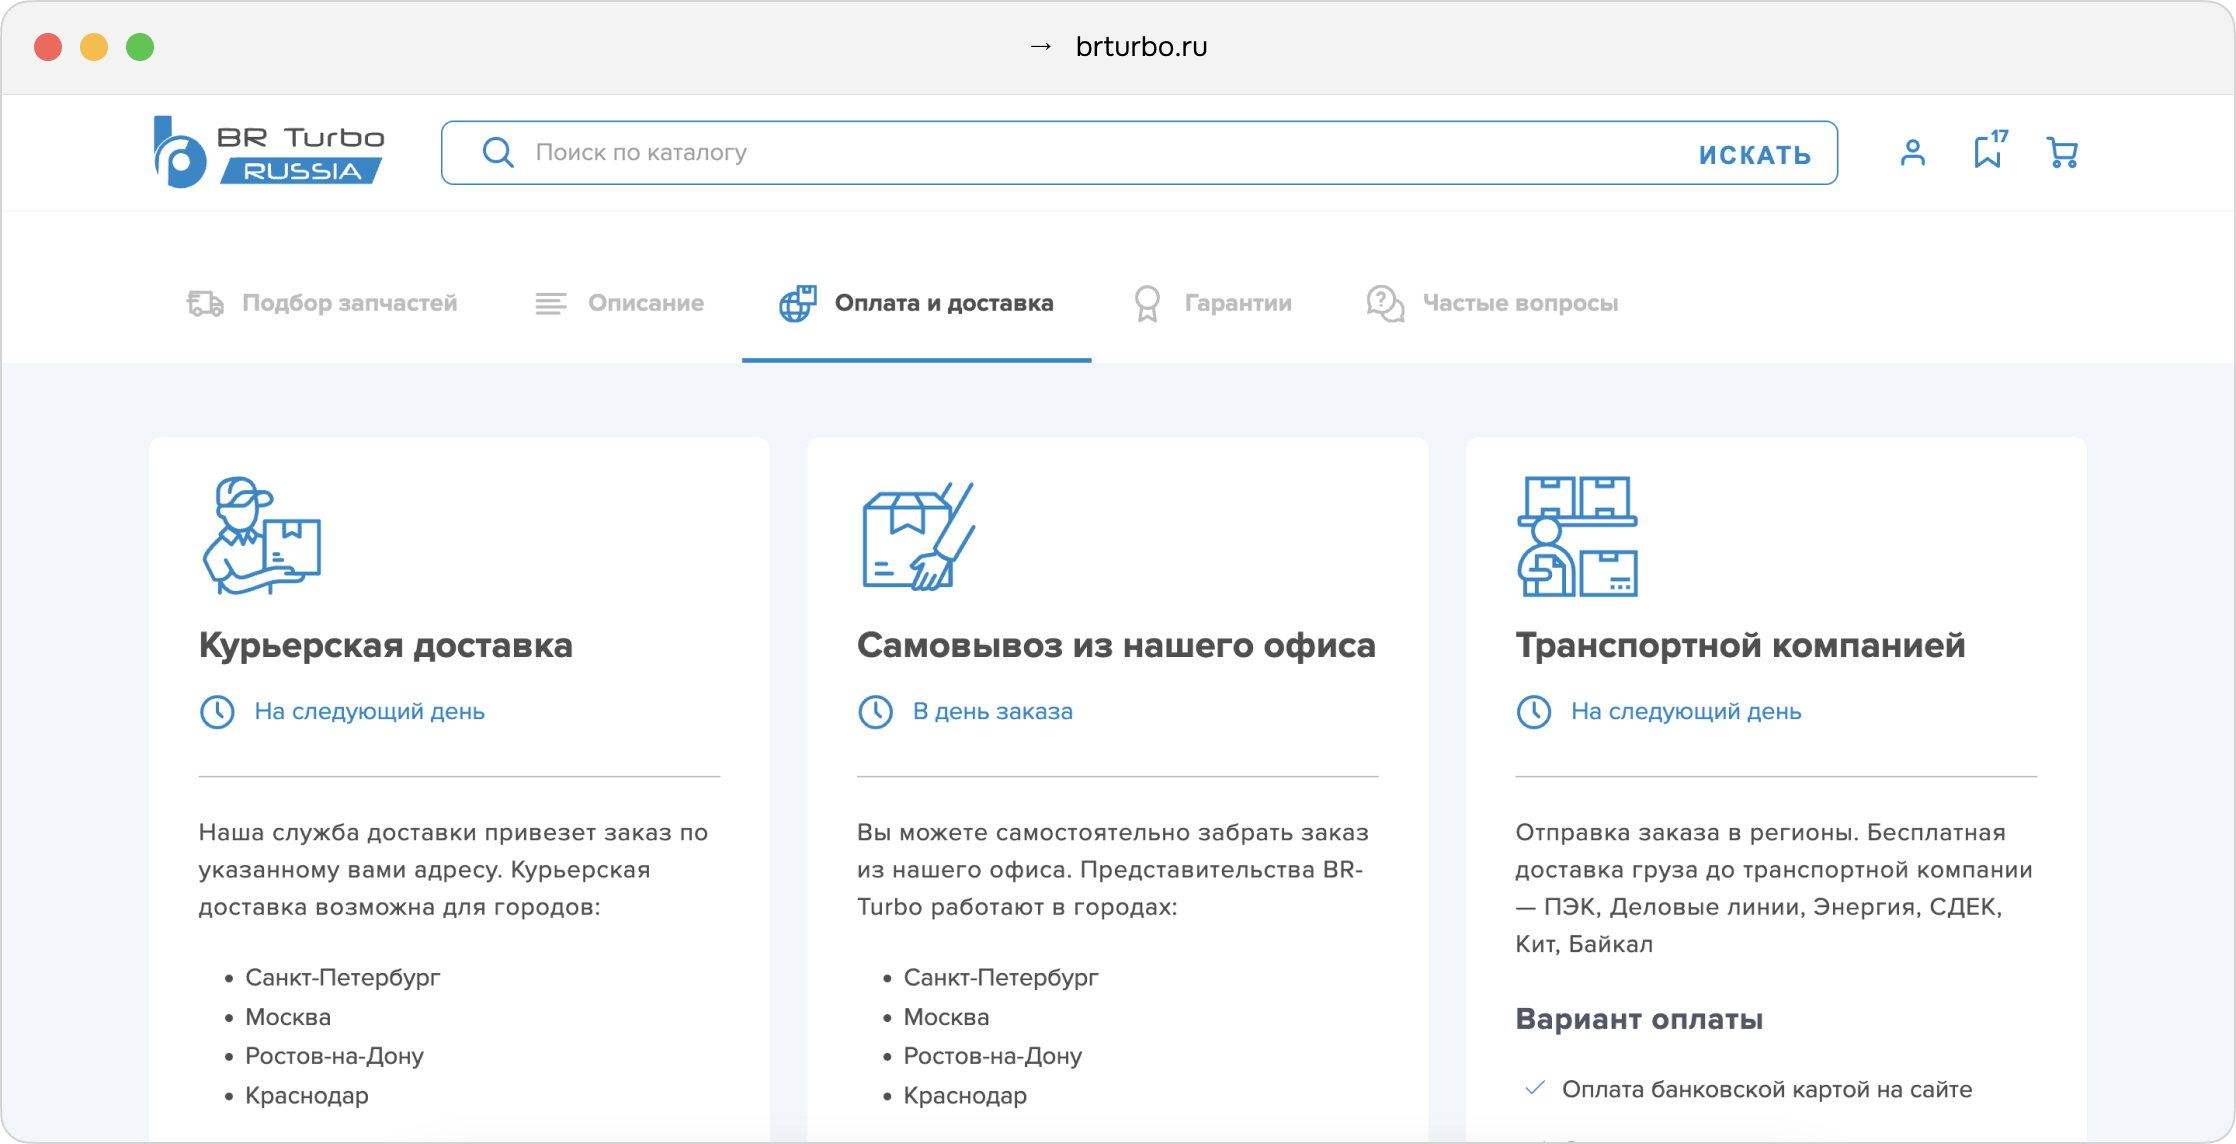 → brturbo.ru
BR Turbo
RUSSIA
Поиск по каталогу
ИСКАТЬ
17
Подбор запчастей
Описание
Оплата и доставка
Гарантии
Частые вопросы
Курьерская доставка
На следующий день
Наша служба доставки привезет заказ по
указанному вами адресу. Курьерская
доставка возможна для городов:
• Санкт-Петербург
• Москва
• Ростов-на-Дону
• Краснодар
Самовывоз из нашего офиса
В день заказа
Вы можете самостоятельно забрать заказ
из нашего офиса. Представительства BR-
Turbo работают в городах:
• Санкт-Петербург
• Москва
• Ростов-на-Дону
• Краснодар
Транспортной компанией
На следующий день
Отправка заказа в регионы. Бесплатная
доставка груза до транспортной компании
— ПЭК, Деловые линии, Энергия, СДЕК,
Кит, Байкал
Вариант оплаты
Оплата банковской картой на сайте